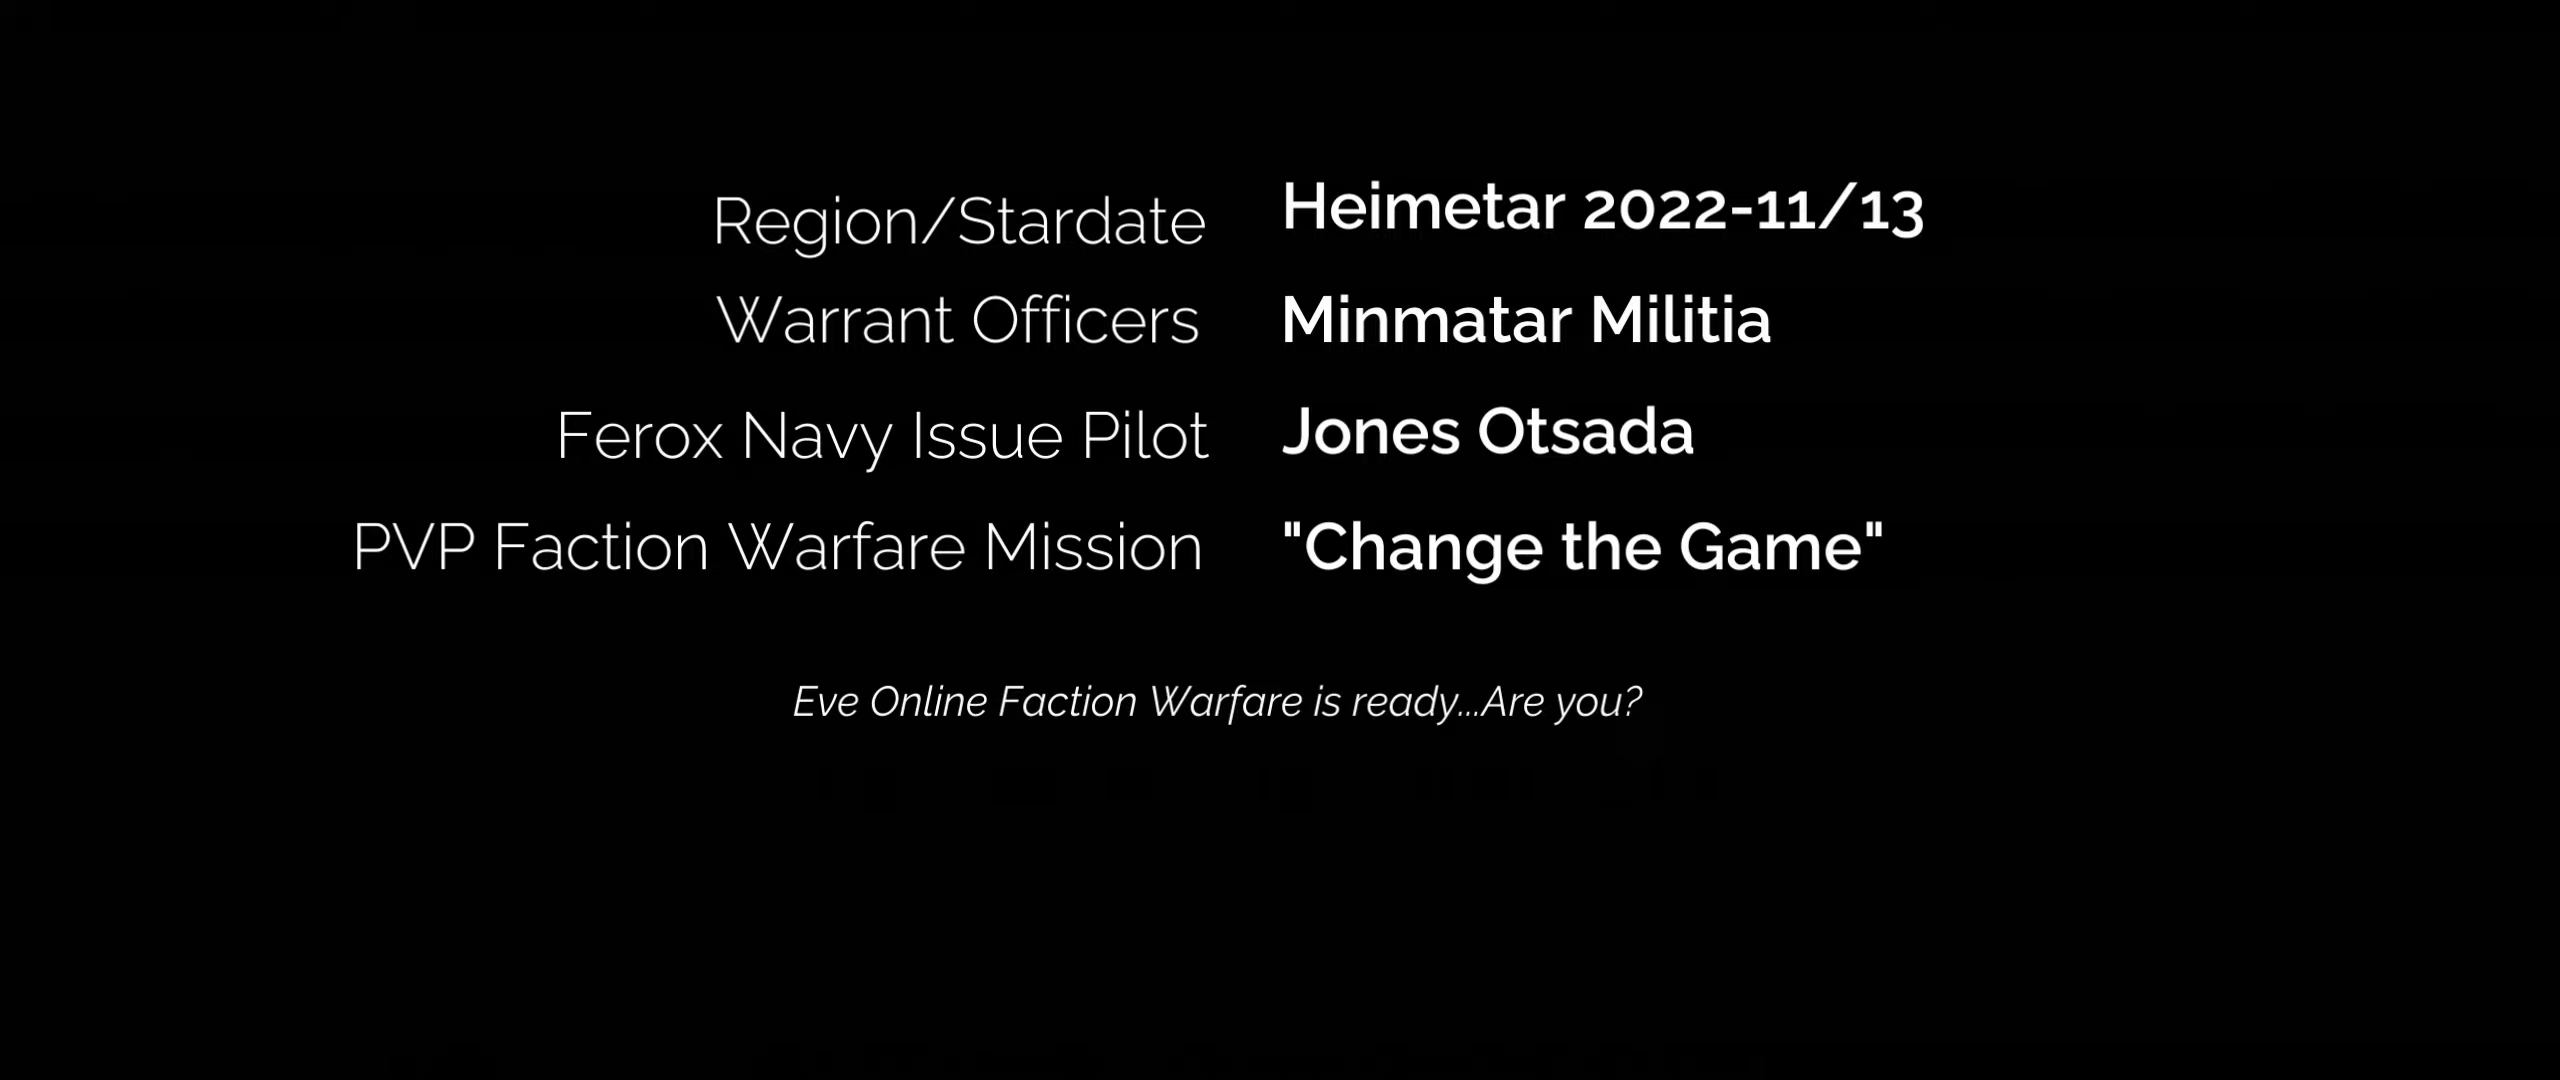 Region/Stardate Heimetar 2022-11/13
Warrant Officers Minmatar Militia
Ferox Navy Issue Pilot Jones Otsada
PVP Faction Warfare Mission "Change the Game"
Eve Online Faction Warfare is ready...Are you?